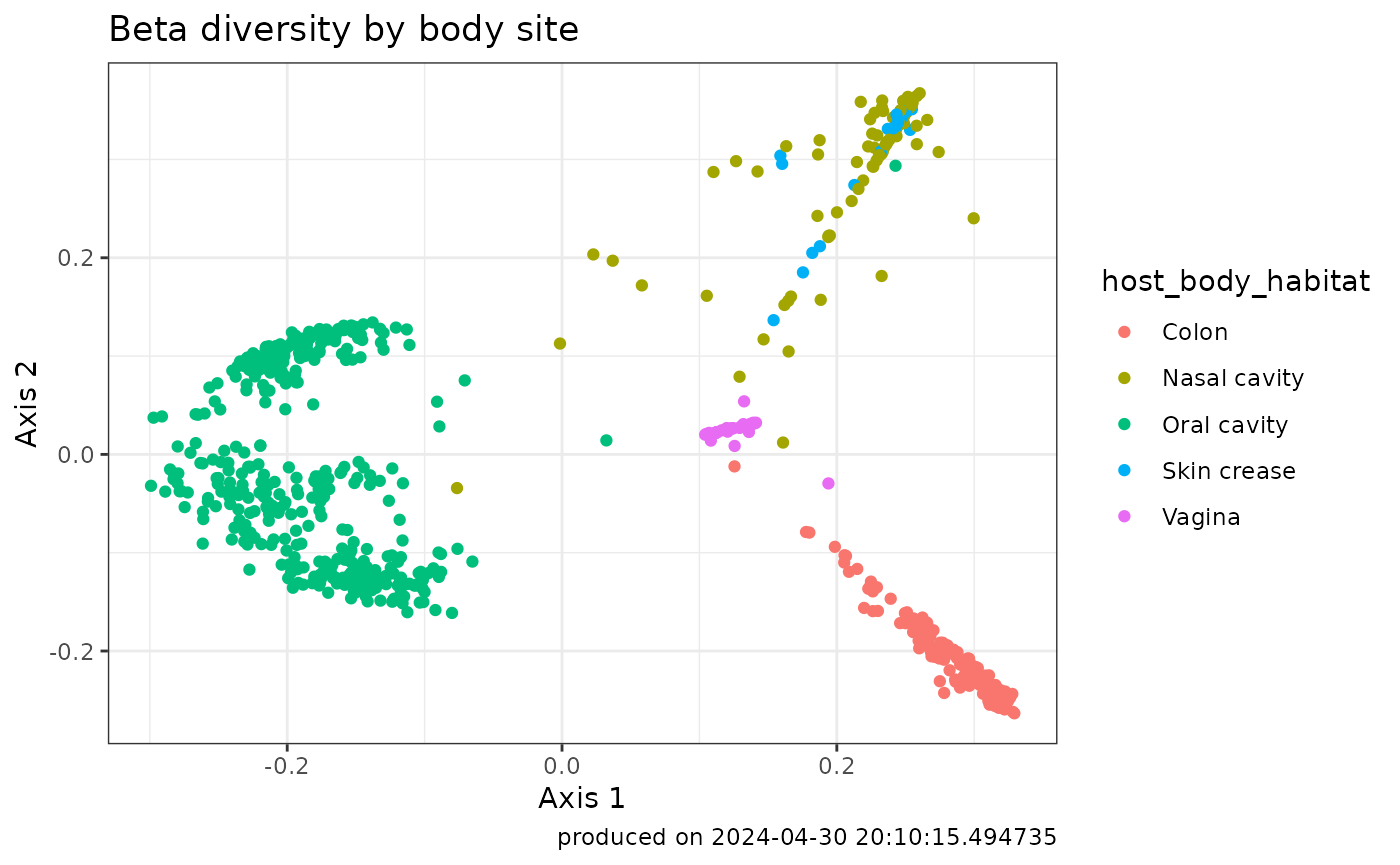 Beta diversity by body site
Axis 2
0.2
0.0
-0.2
-0.2
0.0
0.2
Axis 1
host_body_habitat
Colon
Nasal cavity
Oral cavity
Skin crease
Vagina
produced on 2024-04-30 20:10:15.494735